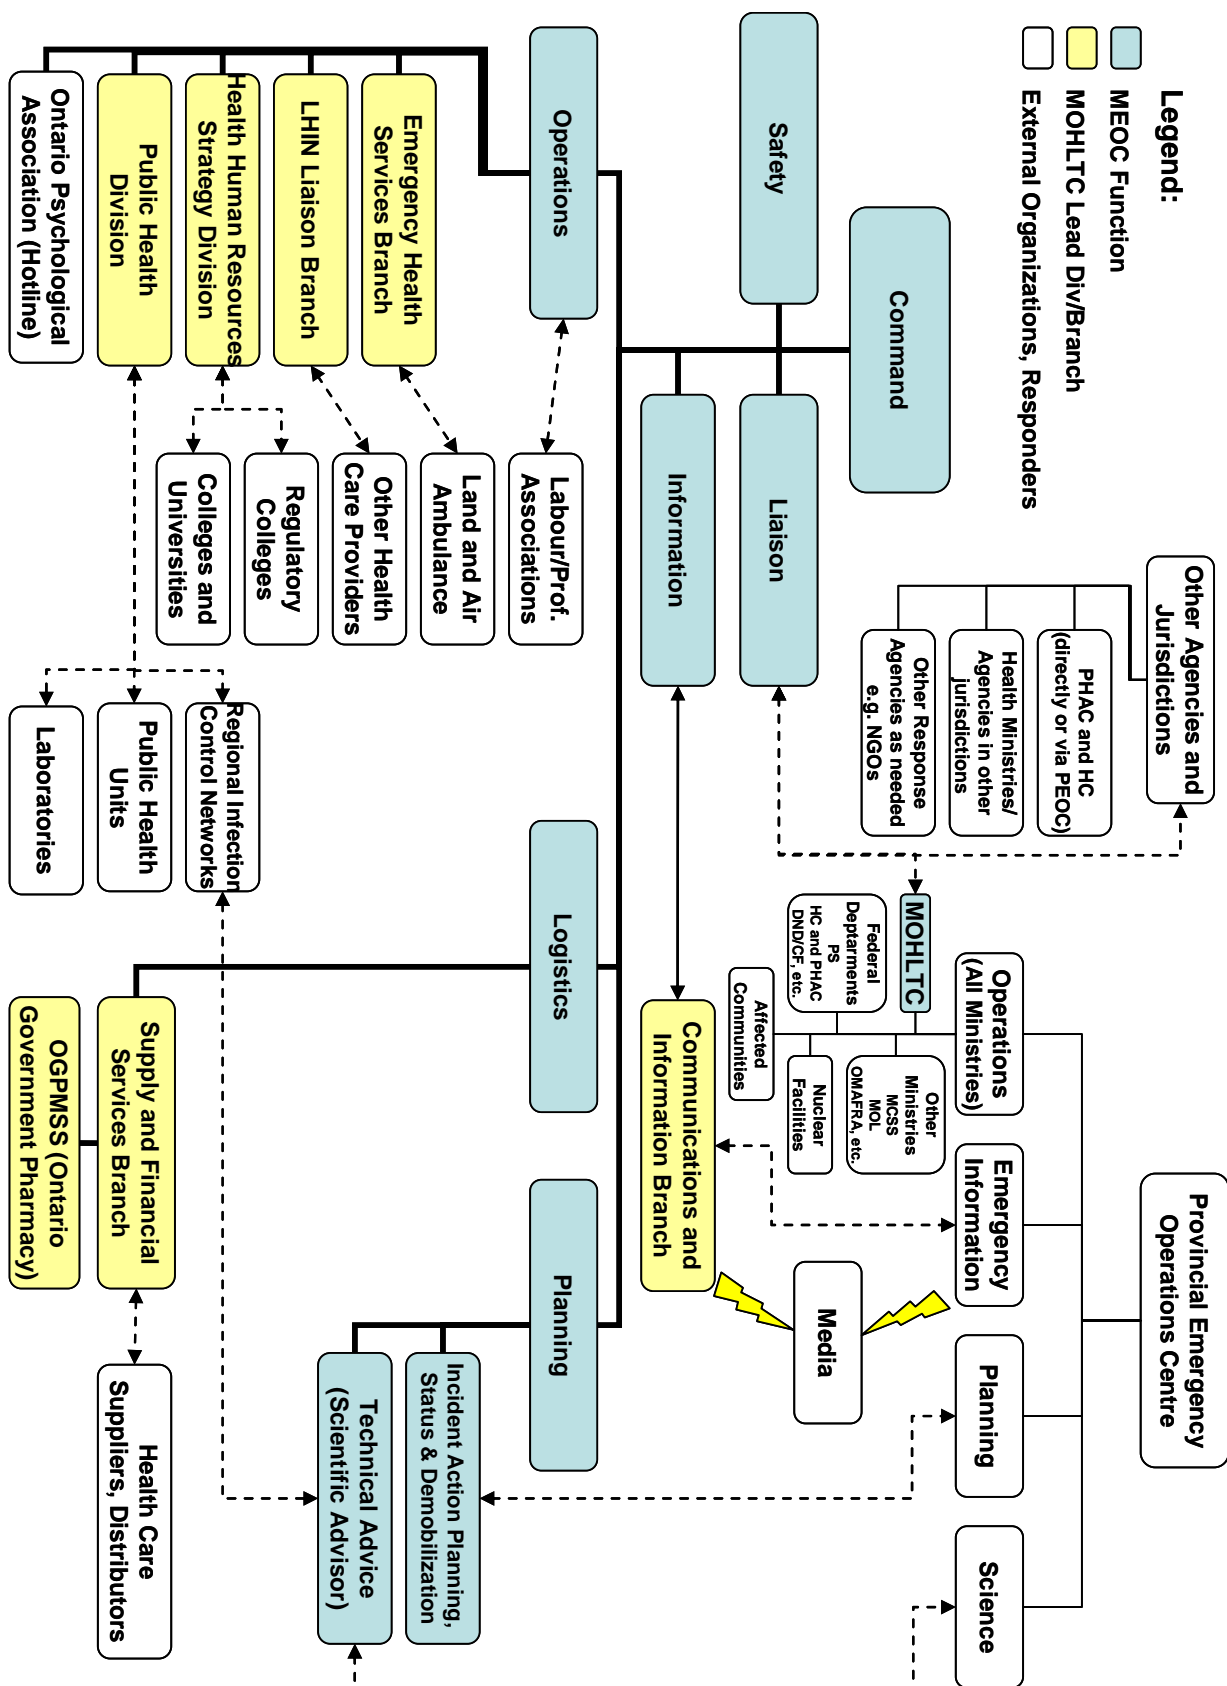 Legend:
MEOC Function
MOHLTC Lead Div/Branch
External Organizations, Responders
Provincial Emergency
Operations Centre
Other Agencies and
Jurisdictions
PHAC and HC
(directly or via PEOC)
Health Ministries/
Agencies in other
jurisdictions
Other Response
Agencies as needed
e.g. NGOs
Operations
(All Ministries)
Emergency
Information
Planning
Science
MOHLTC
Other
Ministries
MCSS
MOL
OMAFRA, etc.
Federal
Deptarments
PS
HC and PHAC
DND/CF, etc.
Nuclear
Facilities
Affected
Communities
Media
Command
Safety
Liaison
Information
Communications and
Information Branch
Operations
Logistics
Planning
Labour/Prof.
Associations
Emergency Health
Services Branch
Land and Air
Ambulance
LHIN Liaison Branch
Other Health
Care Providers
Health Human Resources
Strategy Division
Regulatory
Colleges
Colleges and
Universities
Public Health
Division
Regional Infection
Control Networks
Public Health
Units
Laboratories
Ontario Psychological
Association (Hotline)
Supply and Financial
Services Branch
OGPMSS (Ontario
Government Pharmacy)
Health Care
Suppliers, Distributors
Incident Action Planning,
Status & Demobilization
Technical Advice
(Scientific Advisor)